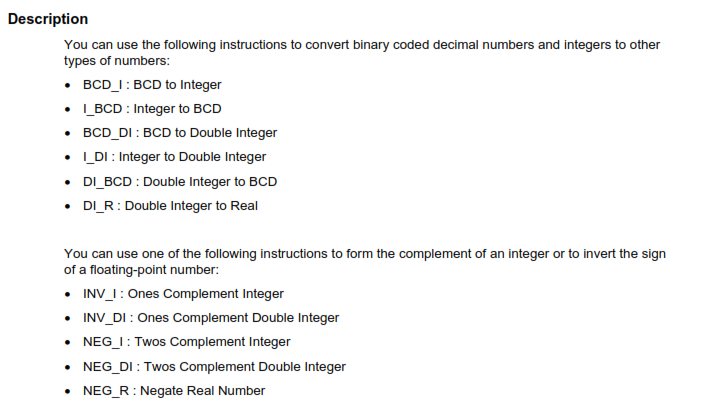 Description
You can use the following instructions to convert binary coded decimal numbers and integers to other
types of numbers:
• BCD_I : BCD to Integer
• I_BCD : Integer to BCD
• BCD_DI : BCD to Double Integer
• I_DI : Integer to Double Integer
• DI_BCD : Double Integer to BCD
• DI_R : Double Integer to Real
You can use one of the following instructions to form the complement of an integer or to invert the sign
of a floating-point number:
• INV_I : Ones Complement Integer
• INV_DI : Ones Complement Double Integer
• NEG_I : Twos Complement Integer
• NEG_DI : Twos Complement Double Integer
• NEG_R : Negate Real Number